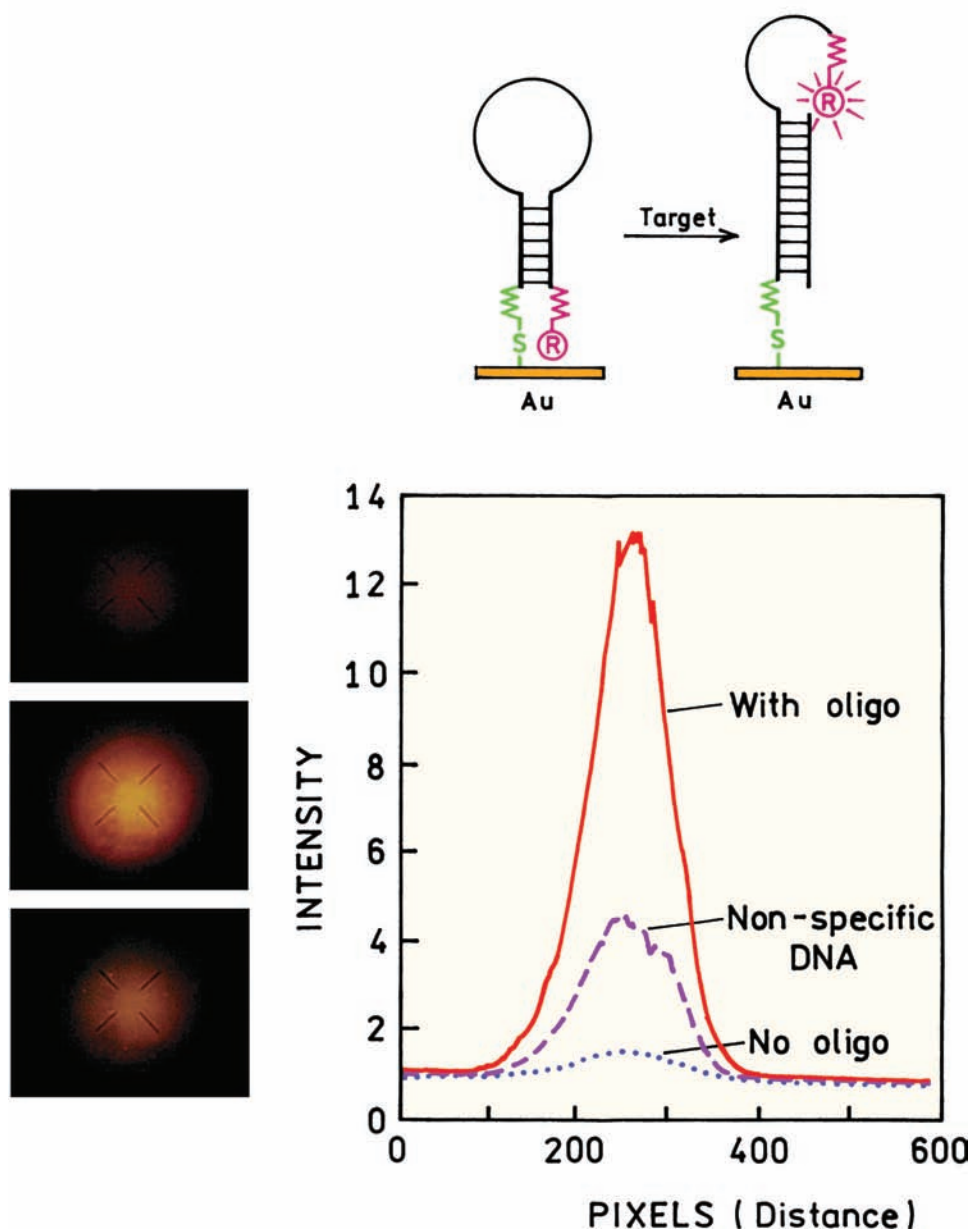 R
Target
S
R
S
Au
Au
14
12
10
8
6
4
2
0
INTENSITY
With oligo
Non-specific
DNA
No oligo
0
200
400
600
PIXELS (Distance)